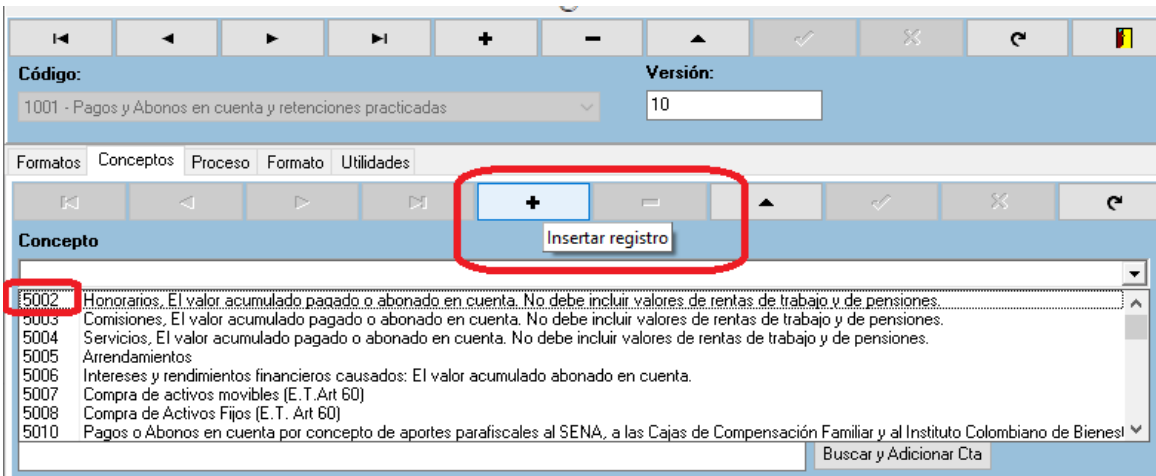 Código:
Versión:
1001 - Pagos y Abonos en cuenta y retenciones practicadas
10
Formatos Conceptos Proceso Formato Utilidades
Insertar registro
Concepto
5002 Honorarios, El valor acumulado pagado o abonado en cuenta. No debe incluir valores de rentas de trabajo y de pensiones.
5003 Comisiones, El valor acumulado pagado o abonado en cuenta. No debe incluir valores de rentas de trabajo y de pensiones.
5004 Servicios, El valor acumulado pagado o abonado en cuenta. No debe incluir valores de rentas de trabajo y de pensiones.
5005 Arrendamientos
5006 Intereses y rendimientos financieros causados: El valor acumulado abonado en cuenta.
5007 Compra de activos movibles (E.T.Art 60)
5008 Compra de Activos Fijos (E.T. Art 60)
5010 Pagos o Abonos en cuenta por concepto de aportes parafiscales al SENA, a las Cajas de Compensación Familiar y al Instituto Colombiano de Bienest
Buscar y Adicionar Cta